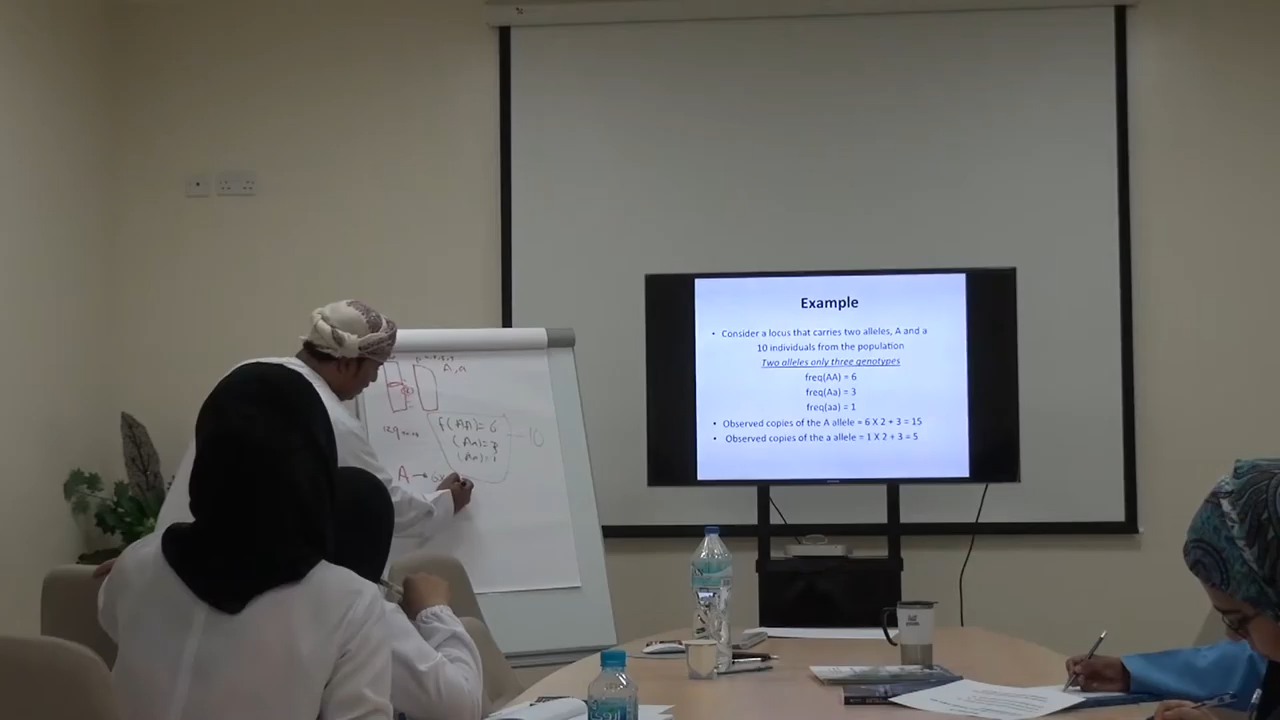 A, a
f(AA) = 6
(Aa) = 3
(aa) = 1
10
A → 6x
Example
• Consider a locus that carries two alleles, A and a
10 individuals from the population
Two alleles only three genotypes
freq(AA) = 6
freq(Aa) = 3
freq(aa) = 1
• Observed copies of the A allele = 6 X 2 + 3 = 15
• Observed copies of the a allele = 1 X 2 + 3 = 5